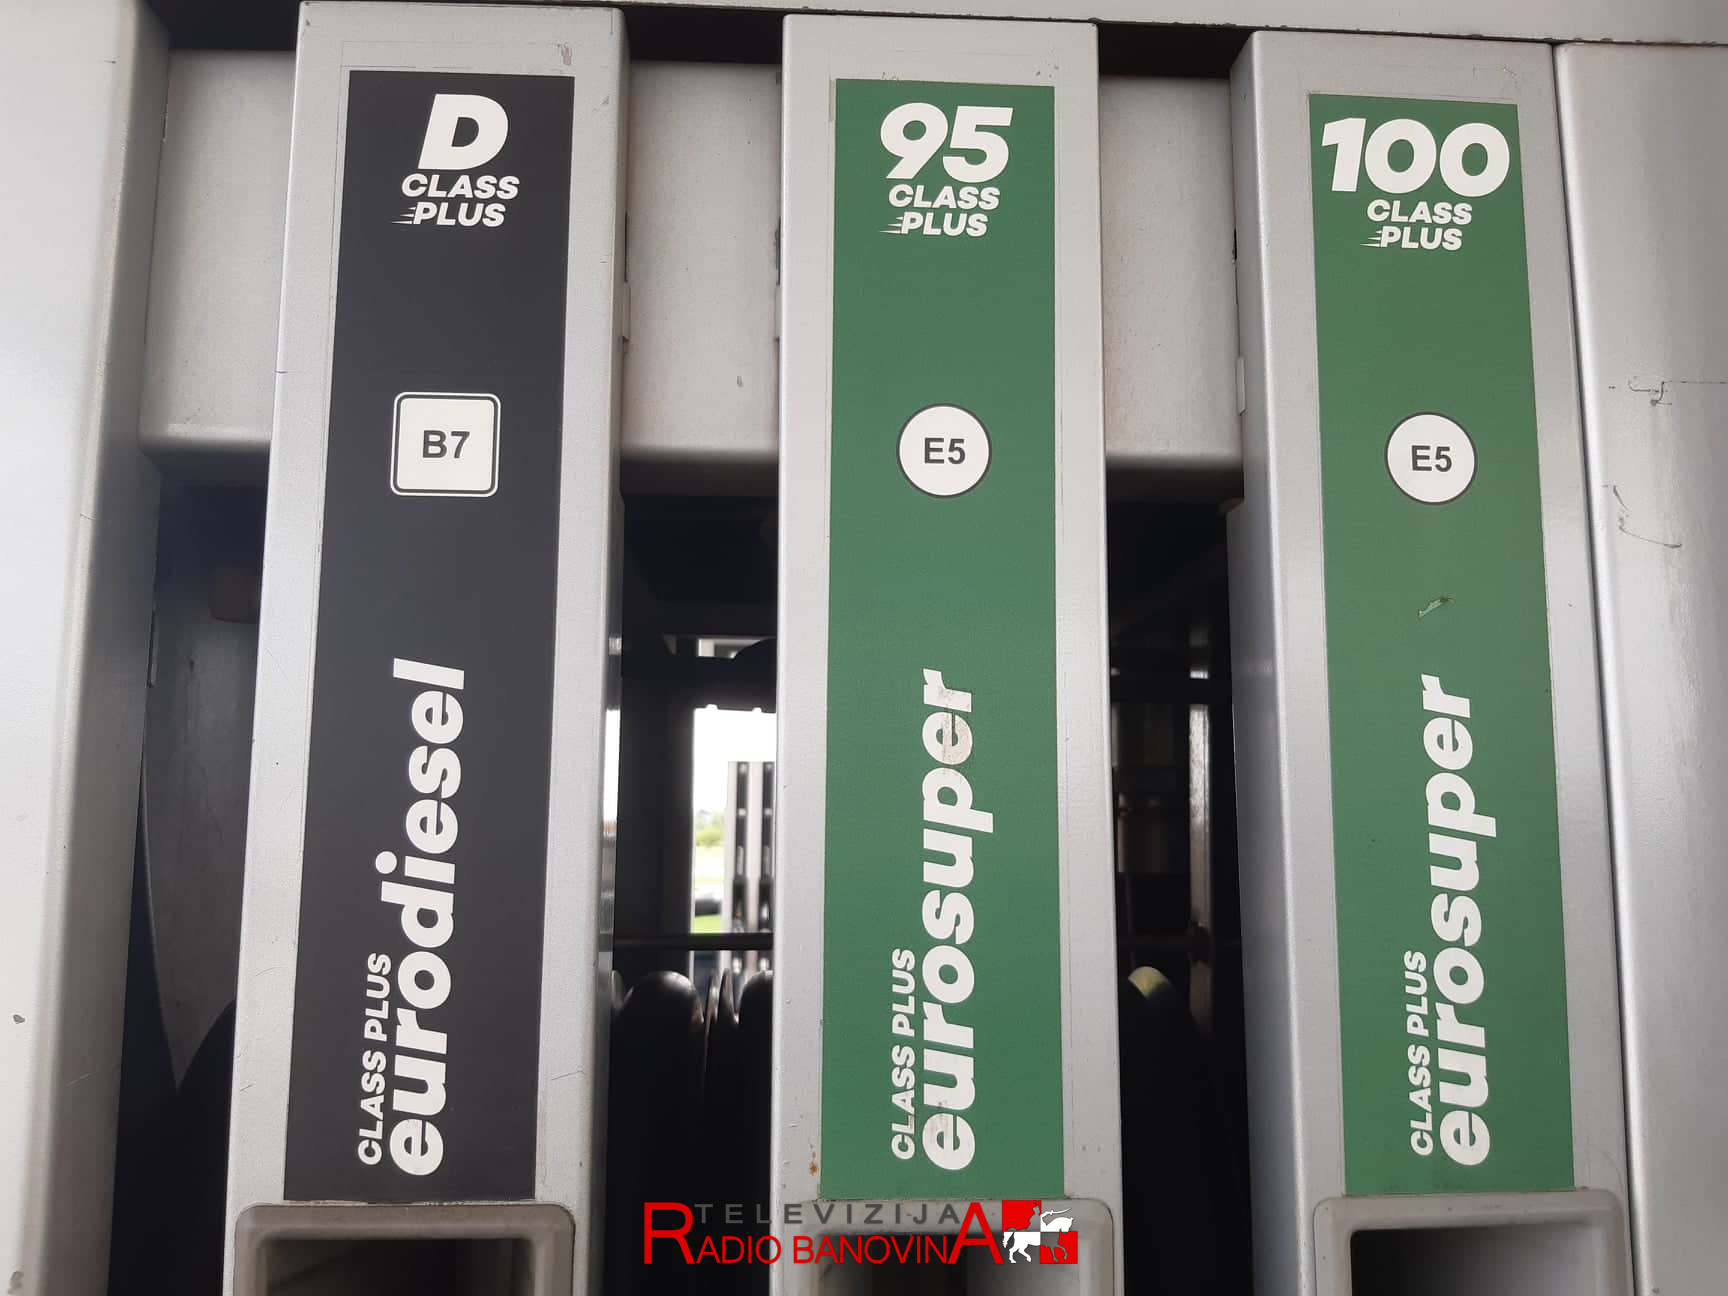 D
CLASS
PLUS
B7
CLASS PLUS
eurodiesel
95
CLASS
PLUS
E5
CLASS PLUS
eurosuper
100
CLASS
PLUS
E5
CLASS PLUS
eurosuper
TELEVIZIJA
RADIO BANOVINA